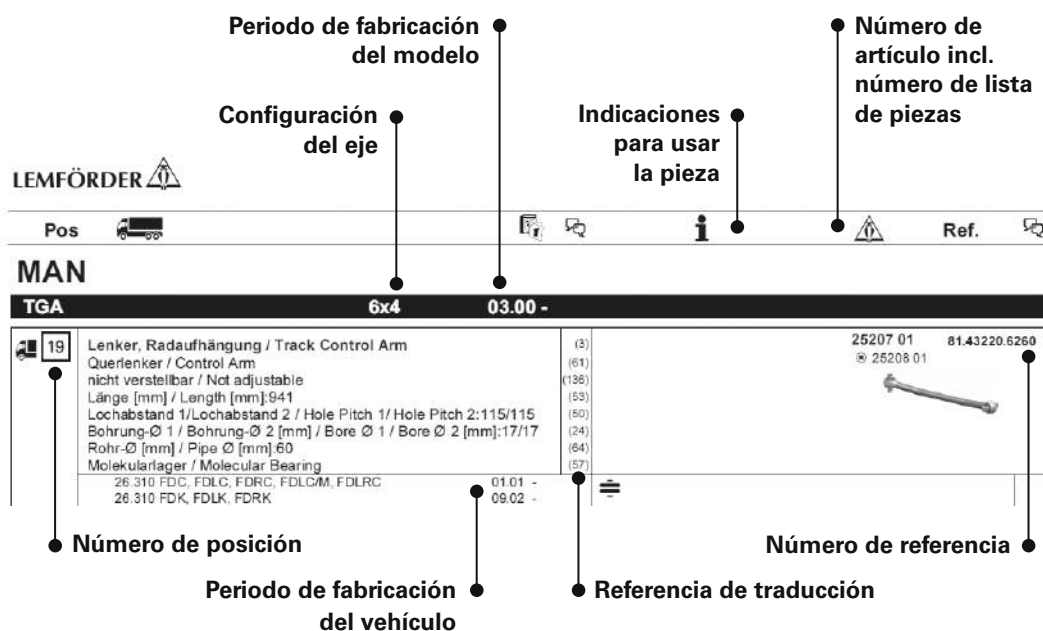 Periodo de fabricación
del modelo
Número de
artículo incl.
número de lista
de piezas
Configuración
del eje
Indicaciones
para usar
la pieza
LEMFÖRDER
Pos
Ref.
MAN
TGA 6x4 03.00 -
19 Lenker, Radaufhängung / Track Control Arm (3) 25207 01 81.43220.6260
Querlenker / Control Arm (61) 25208 01
nicht verstellbar / Not adjustable (136)
Länge [mm] / Length [mm]:941 (53)
Lochabstand 1/Lochabstand 2 / Hole Pitch 1/ Hole Pitch 2:115/115 (50)
Bohrung-Ø 1 / Bohrung-Ø 2 [mm] / Bore Ø 1 / Bore Ø 2 [mm]:17/17 (24)
Rohr-Ø [mm] / Pipe Ø [mm]:60 (64)
Molekularlager / Molecular Bearing (57)
26.310 FDC, FDLC, FDRC, FDLC/M, FDLRC 01.01 -
26.310 FDK, FDLK, FDRK 09.02 -
Número de posición
Número de referencia
Periodo de fabricación
del vehículo
Referencia de traducción